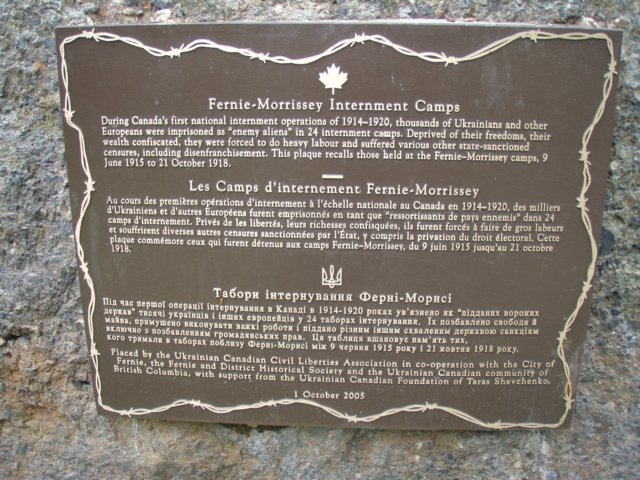 Fernie-Morrissey Internment Camps
During Canada's first national internment operations of 1914–1920, thousands of Ukrainians and other
Europeans were imprisoned as "enemy aliens" in 24 internment camps. Deprived of their freedoms, their
wealth confiscated, they were forced to do heavy labour and suffered various other state-sanctioned
censures, including disenfranchisement. This plaque recalls those held at the Fernie–Morrissey camps, 9
June 1915 to 21 October 1918.
Les Camps d'internement Fernie-Morrissey
Au cours des premières opérations d'internement à l'échelle nationale au Canada en 1914–1920, des milliers
d'Ukrainiens et d'autres Européens furent emprisonnés en tant que "ressortissants de pays ennemis" dans 24
camps d'internement. Privés de les libertés, leurs richesses confisquées, ils furent forcés à faire de gros labeurs
et souffrirent diverses autres censures sanctionnées par l'État, y compris la privation du droit électoral. Cette
plaque commémore ceux qui furent détenus aux camps Fernie–Morrissey, du 9 juin 1915 jusqu'au 21 octobre
1918.
Табори інтернування Ферні-Морисі
Під час першої операції інтернування в Канаді в 1914-1920 роках ув'язнено як "відданих ворожих
держав" тисячі українців і інших європейців у 24 таборах інтернування. Їх позбавлено свободи й
майна, примушено виконувати важкі роботи і піддано різним іншим схваленим державою санкціям
включно з позбавленням громадянських прав. Ця таблиця вшановує пам'ять тих,
кого тримали в таборах поблизу Ферні-Морисі між 9 червня 1915 року і 21 жовтня 1918 року.
Placed by the Ukrainian Canadian Civil Liberties Association in co-operation with the City of
Fernie, the Fernie and District Historical Society and the Ukrainian Canadian community of
British Columbia, with support from the Ukrainian Canadian Foundation of Taras Shevchenko.
1 October 2005